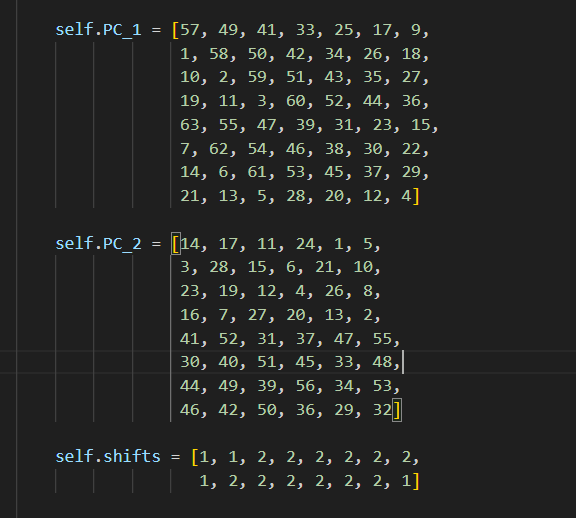 self.PC_1 = [57, 49, 41, 33, 25, 17, 9,
1, 58, 50, 42, 34, 26, 18,
10, 2, 59, 51, 43, 35, 27,
19, 11, 3, 60, 52, 44, 36,
63, 55, 47, 39, 31, 23, 15,
7, 62, 54, 46, 38, 30, 22,
14, 6, 61, 53, 45, 37, 29,
21, 13, 5, 28, 20, 12, 4]
self.PC_2 = [14, 17, 11, 24, 1, 5,
3, 28, 15, 6, 21, 10,
23, 19, 12, 4, 26, 8,
16, 7, 27, 20, 13, 2,
41, 52, 31, 37, 47, 55,
30, 40, 51, 45, 33, 48,
44, 49, 39, 56, 34, 53,
46, 42, 50, 36, 29, 32]
self.shifts = [1, 1, 2, 2, 2, 2, 2, 2,
1, 2, 2, 2, 2, 2, 2, 1]